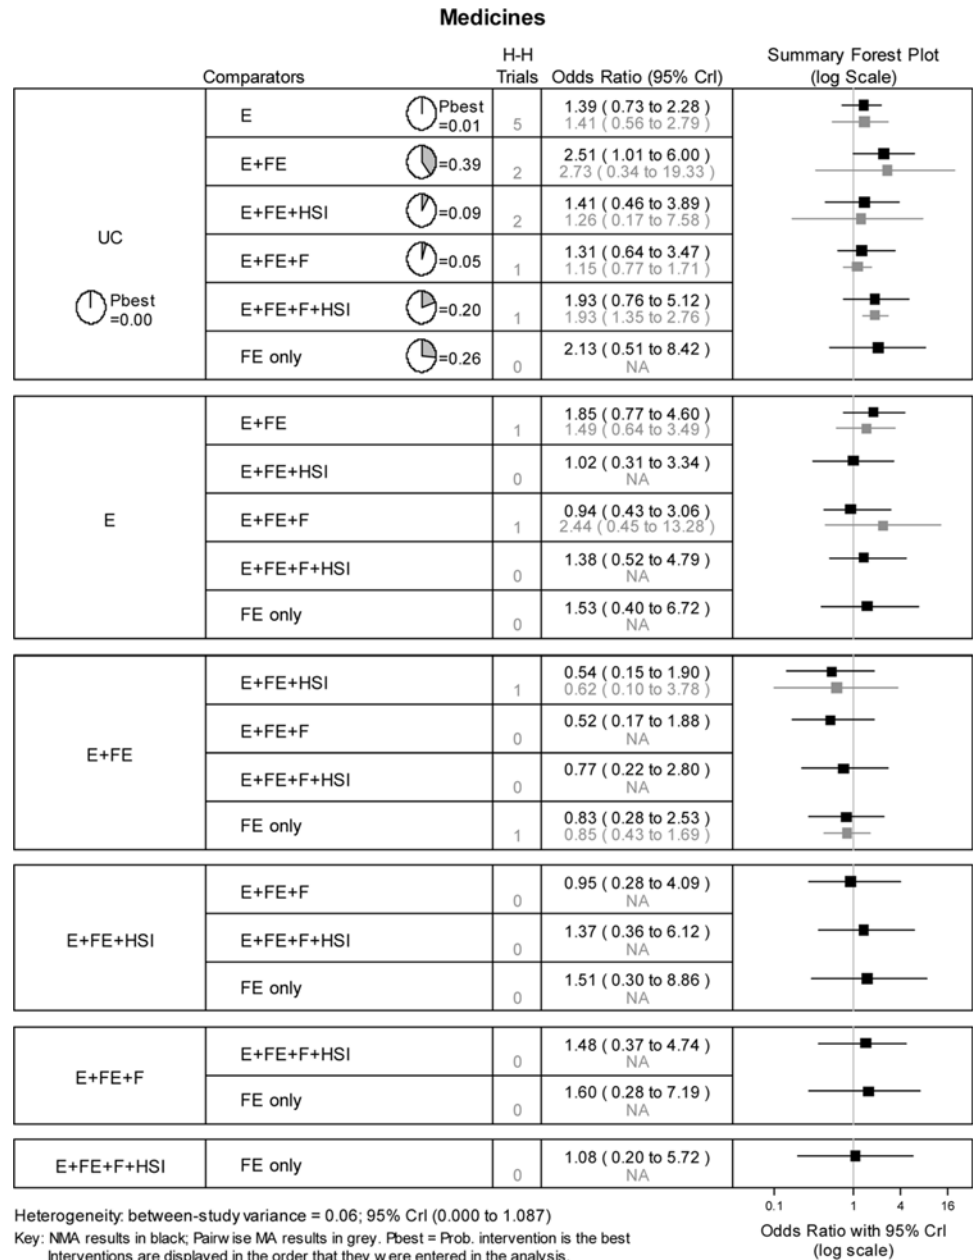 Medicines
Comparators H-H Trials Odds Ratio (95% CrI) Summary Forest Plot (log Scale)
UC Pbest =0.00
E Pbest =0.01 5 1.39 ( 0.73 to 2.28 )
1.41 ( 0.56 to 2.79 )
E+FE =0.39 2 2.51 ( 1.01 to 6.00 )
2.73 ( 0.34 to 19.33 )
E+FE+HSI =0.09 2 1.41 ( 0.46 to 3.89 )
1.26 ( 0.17 to 7.58 )
E+FE+F =0.05 1 1.31 ( 0.64 to 3.47 )
1.15 ( 0.77 to 1.71 )
E+FE+F+HSI =0.20 1 1.93 ( 0.76 to 5.12 )
1.93 ( 1.35 to 2.76 )
FE only =0.26 0 2.13 ( 0.51 to 8.42 )
NA
E
E+FE 1 1.85 ( 0.77 to 4.60 )
1.49 ( 0.64 to 3.49 )
E+FE+HSI 0 1.02 ( 0.31 to 3.34 )
NA
E+FE+F 1 0.94 ( 0.43 to 3.06 )
2.44 ( 0.45 to 13.28 )
E+FE+F+HSI 0 1.38 ( 0.52 to 4.79 )
NA
FE only 0 1.53 ( 0.40 to 6.72 )
NA
E+FE
E+FE+HSI 1 0.54 ( 0.15 to 1.90 )
0.62 ( 0.10 to 3.78 )
E+FE+F 0 0.52 ( 0.17 to 1.88 )
NA
E+FE+F+HSI 0 0.77 ( 0.22 to 2.80 )
NA
FE only 1 0.83 ( 0.28 to 2.53 )
0.85 ( 0.43 to 1.69 )
E+FE+HSI
E+FE+F 0 0.95 ( 0.28 to 4.09 )
NA
E+FE+F+HSI 0 1.37 ( 0.36 to 6.12 )
NA
FE only 0 1.51 ( 0.30 to 8.86 )
NA
E+FE+F
E+FE+F+HSI 0 1.48 ( 0.37 to 4.74 )
NA
FE only 0 1.60 ( 0.28 to 7.19 )
NA
E+FE+F+HSI
FE only 0 1.08 ( 0.20 to 5.72 )
NA
0.1 1 4 16
Odds Ratio with 95% CrI
(log scale)
Heterogeneity: between-study variance = 0.06; 95% CrI (0.000 to 1.087)
Key: NMA results in black; Pairwise MA results in grey. Pbest = Prob. intervention is the best
Interventions are displayed in the order that they were entered in the analysis.